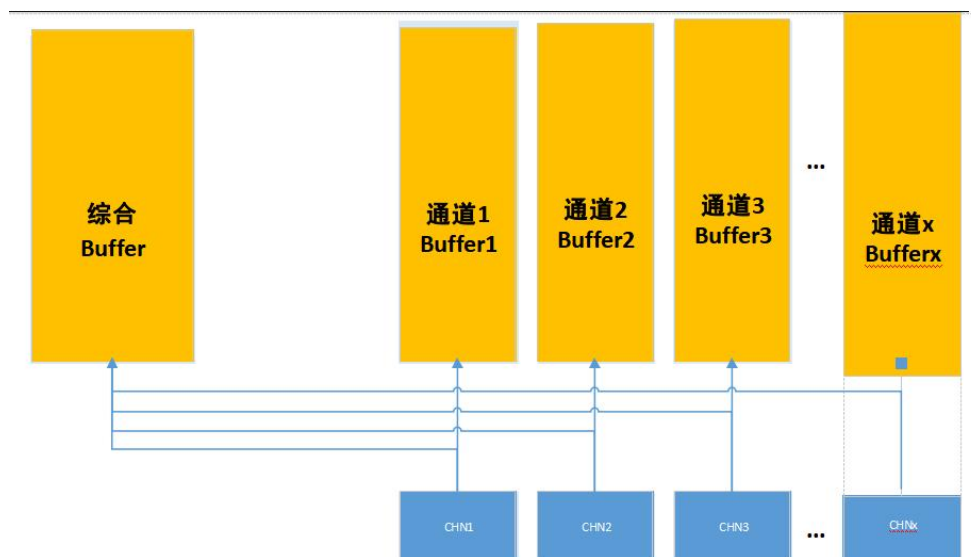 综合
Buffer
通道1
Buffer1
通道2
Buffer2
通道3
Buffer3
...
通道x
Bufferx
CHN1
CHN2
CHN3
...
CHNx